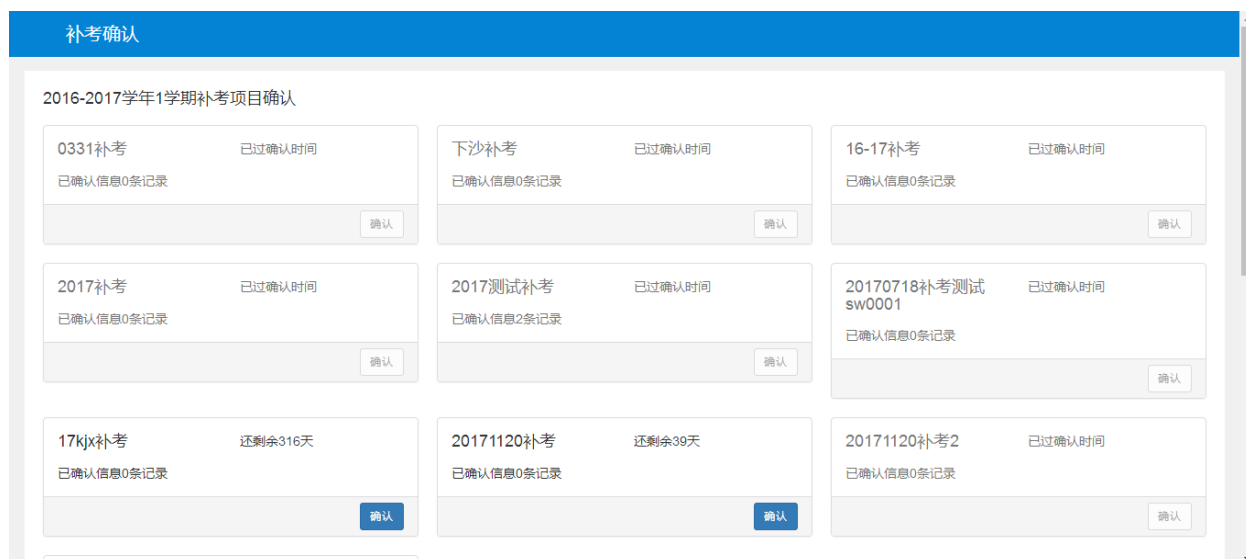 补考确认
2016-2017学年1学期补考项目确认
0331补考 已过确认时间
已确认信息0条记录
确认
下沙补考 已过确认时间
已确认信息0条记录
确认
16-17补考 已过确认时间
已确认信息0条记录
确认
2017补考 已过确认时间
已确认信息0条记录
确认
2017测试补考 已过确认时间
已确认信息2条记录
确认
20170718补考测试 已过确认时间
sw0001
已确认信息0条记录
确认
17kjx补考 还剩余316天
已确认信息0条记录
确认
20171120补考 还剩余39天
已确认信息0条记录
确认
20171120补考2 已过确认时间
已确认信息0条记录
确认